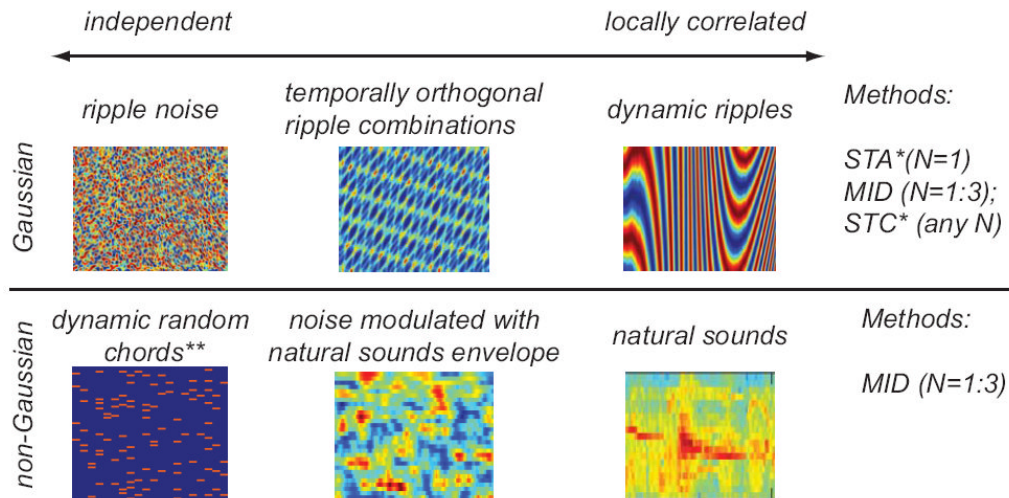 independent
locally correlated
ripple noise
temporally orthogonal
ripple combinations
dynamic ripples
Methods:
Gaussian
STA*(N=1)
MID (N=1:3);
STC* (any N)
dynamic random
chords**
noise modulated with
natural sounds envelope
natural sounds
Methods:
non-Gaussian
MID (N=1:3)